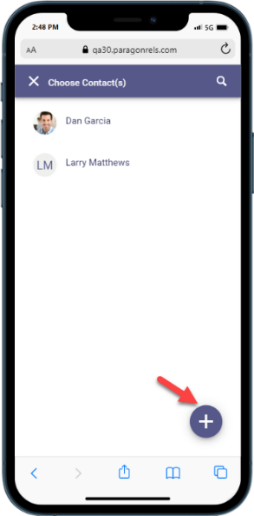 2:48 PM
5G
AA qa30.paragonrels.com
Choose Contact(s)
Dan Garcia
LM Larry Matthews